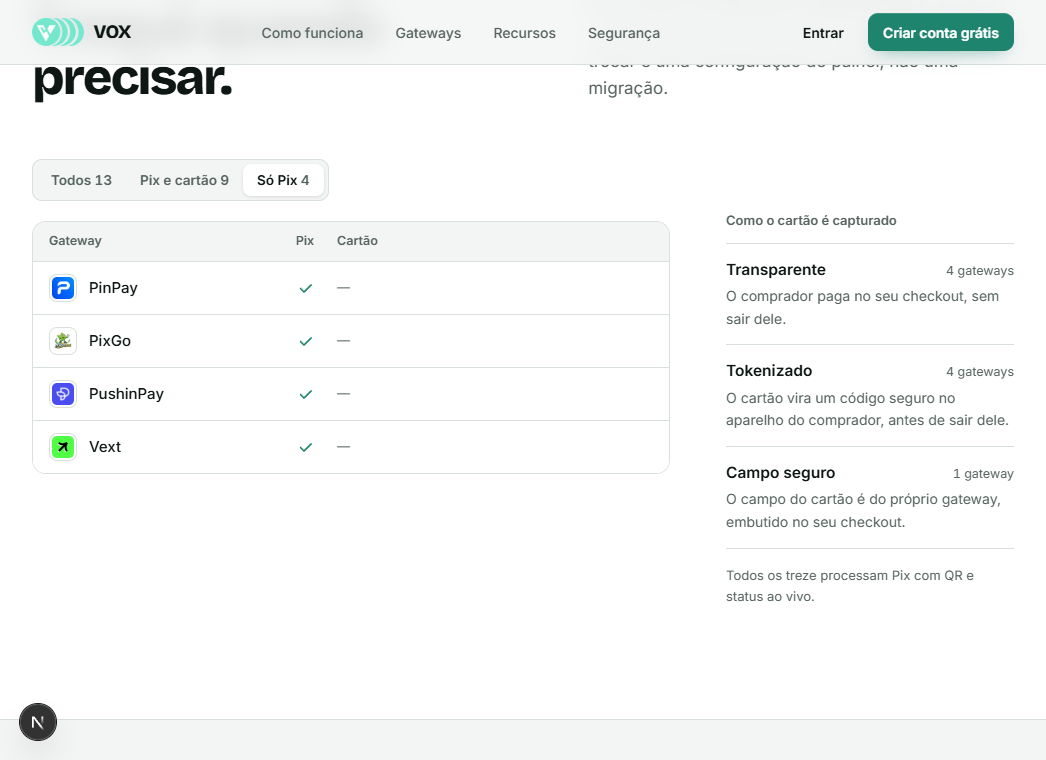 VOX
Como funciona
Gateways
Recursos
Segurança
Entrar
Criar conta grátis
precisar.
migração.
Todos 13
Pix e cartão 9
Só Pix 4
Gateway
Pix
Cartão
PinPay
—
PixGo
—
PushinPay
—
Vext
—
Como o cartão é capturado
Transparente
4 gateways
O comprador paga no seu checkout, sem
sair dele.
Tokenizado
4 gateways
O cartão vira um código seguro no
aparelho do comprador, antes de sair dele.
Campo seguro
1 gateway
O campo do cartão é do próprio gateway,
embutido no seu checkout.
Todos os treze processam Pix com QR e
status ao vivo.
N